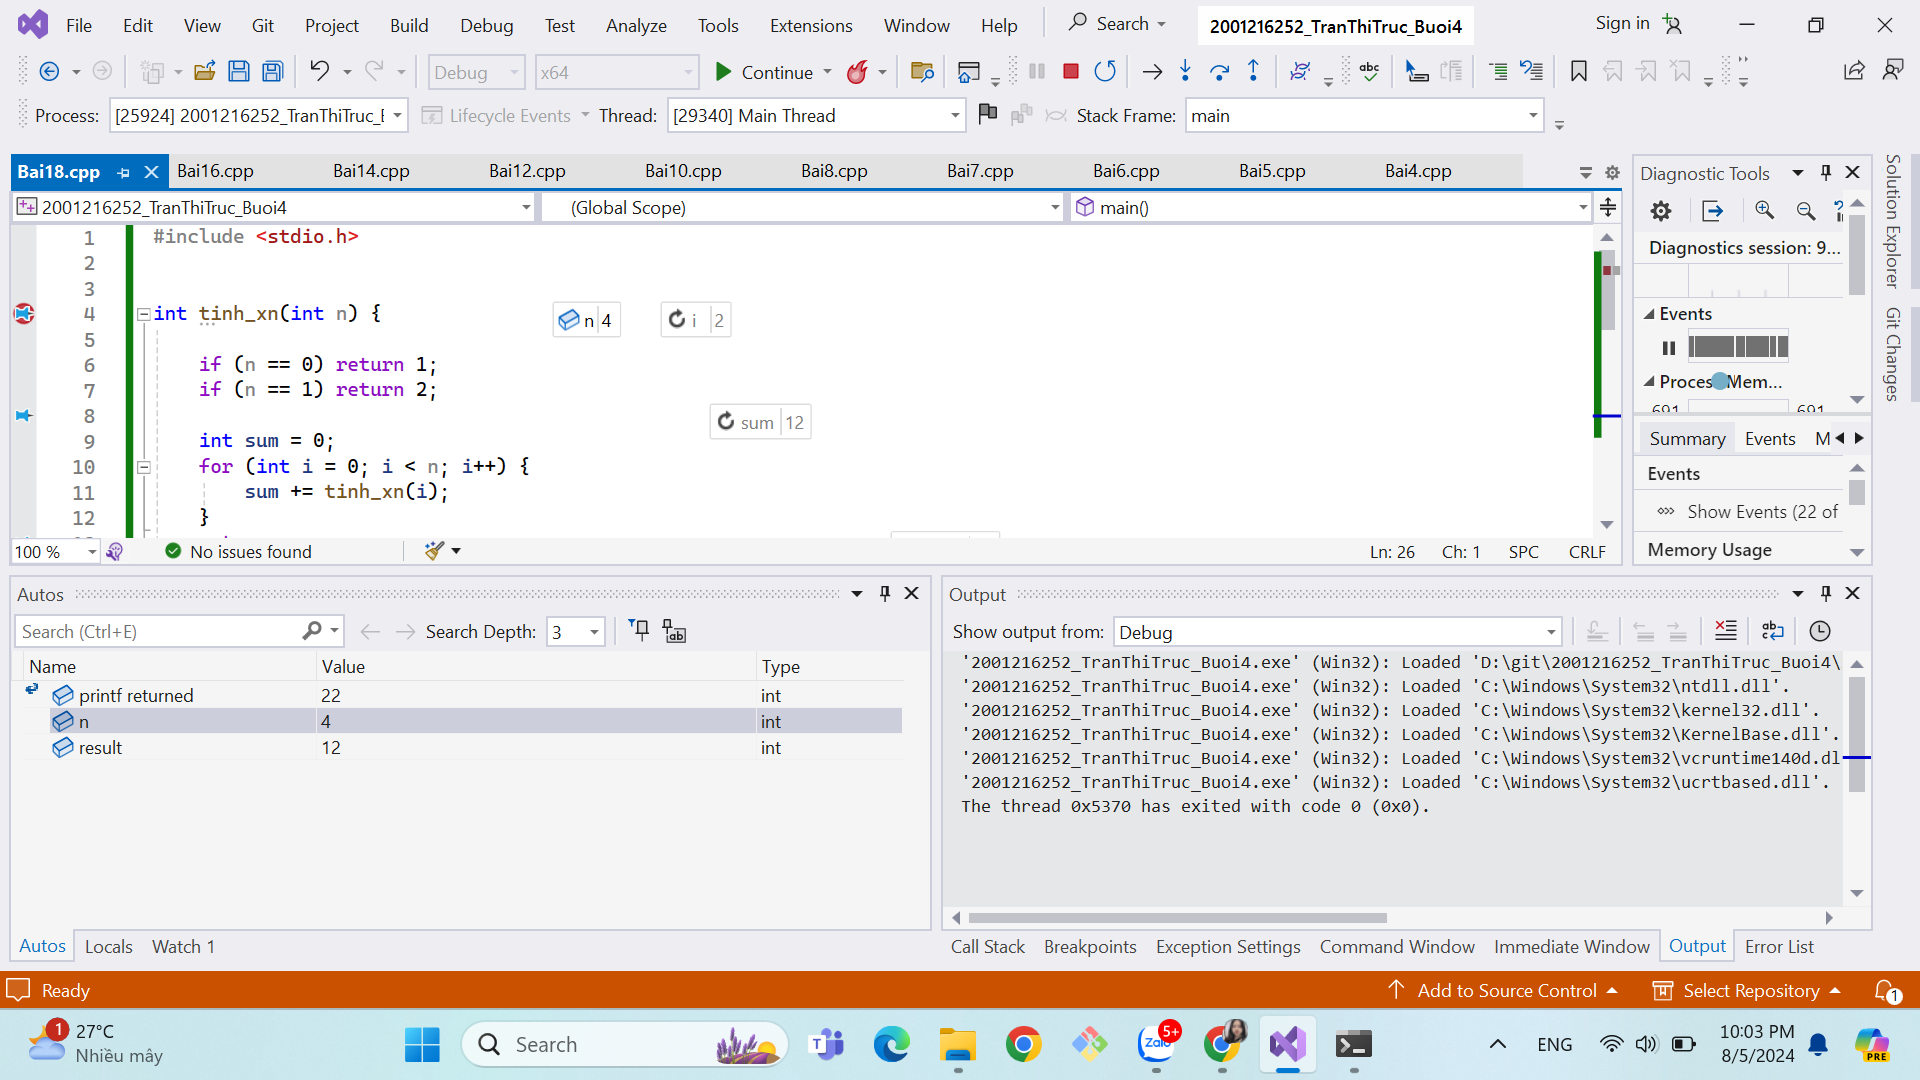 File Edit View Git Project Build Debug Test Analyze Tools Extensions Window Help Search 2001216252_TranThiTruc_Buoi4 Sign in
Debug x64 Continue
Process: [25924] 2001216252_TranThiTruc_E Lifecycle Events Thread: [29340] Main Thread Stack Frame: main
Bai18.cpp Bai16.cpp Bai14.cpp Bai12.cpp Bai10.cpp Bai8.cpp Bai7.cpp Bai6.cpp Bai5.cpp Bai4.cpp
2001216252_TranThiTruc_Buoi4 (Global Scope) main()
1 #include <stdio.h>
2
3
4 int tinh_xn(int n) { n 4 i 2
5
6 if (n == 0) return 1;
7 if (n == 1) return 2;
8 sum 12
9 int sum = 0;
10 for (int i = 0; i < n; i++) {
11 sum += tinh_xn(i);
12 }
100 % No issues found Ln: 26 Ch: 1 SPC CRLF
Diagnostic Tools
Diagnostics session: 9...
Events
Process Mem...
691 691
Summary Events M
Events
Show Events (22 of
Memory Usage
Solution Explorer
Git Changes
Autos
Search (Ctrl+E) Search Depth: 3
Name Value Type
printf returned 22 int
n 4 int
result 12 int
Autos Locals Watch 1
Output
Show output from: Debug
'2001216252_TranThiTruc_Buoi4.exe' (Win32): Loaded 'D:\git\2001216252_TranThiTruc_Buoi4\
'2001216252_TranThiTruc_Buoi4.exe' (Win32): Loaded 'C:\Windows\System32\ntdll.dll'.
'2001216252_TranThiTruc_Buoi4.exe' (Win32): Loaded 'C:\Windows\System32\kernel32.dll'.
'2001216252_TranThiTruc_Buoi4.exe' (Win32): Loaded 'C:\Windows\System32\KernelBase.dll'.
'2001216252_TranThiTruc_Buoi4.exe' (Win32): Loaded 'C:\Windows\System32\vcruntime140d.dl
'2001216252_TranThiTruc_Buoi4.exe' (Win32): Loaded 'C:\Windows\System32\ucrtbased.dll'.
The thread 0x5370 has exited with code 0 (0x0).
Call Stack Breakpoints Exception Settings Command Window Immediate Window Output Error List
Ready Add to Source Control Select Repository 1
1 27°C
Nhiều mây
Search
5+
Zalo
ENG
10:03 PM
8/5/2024
PRE